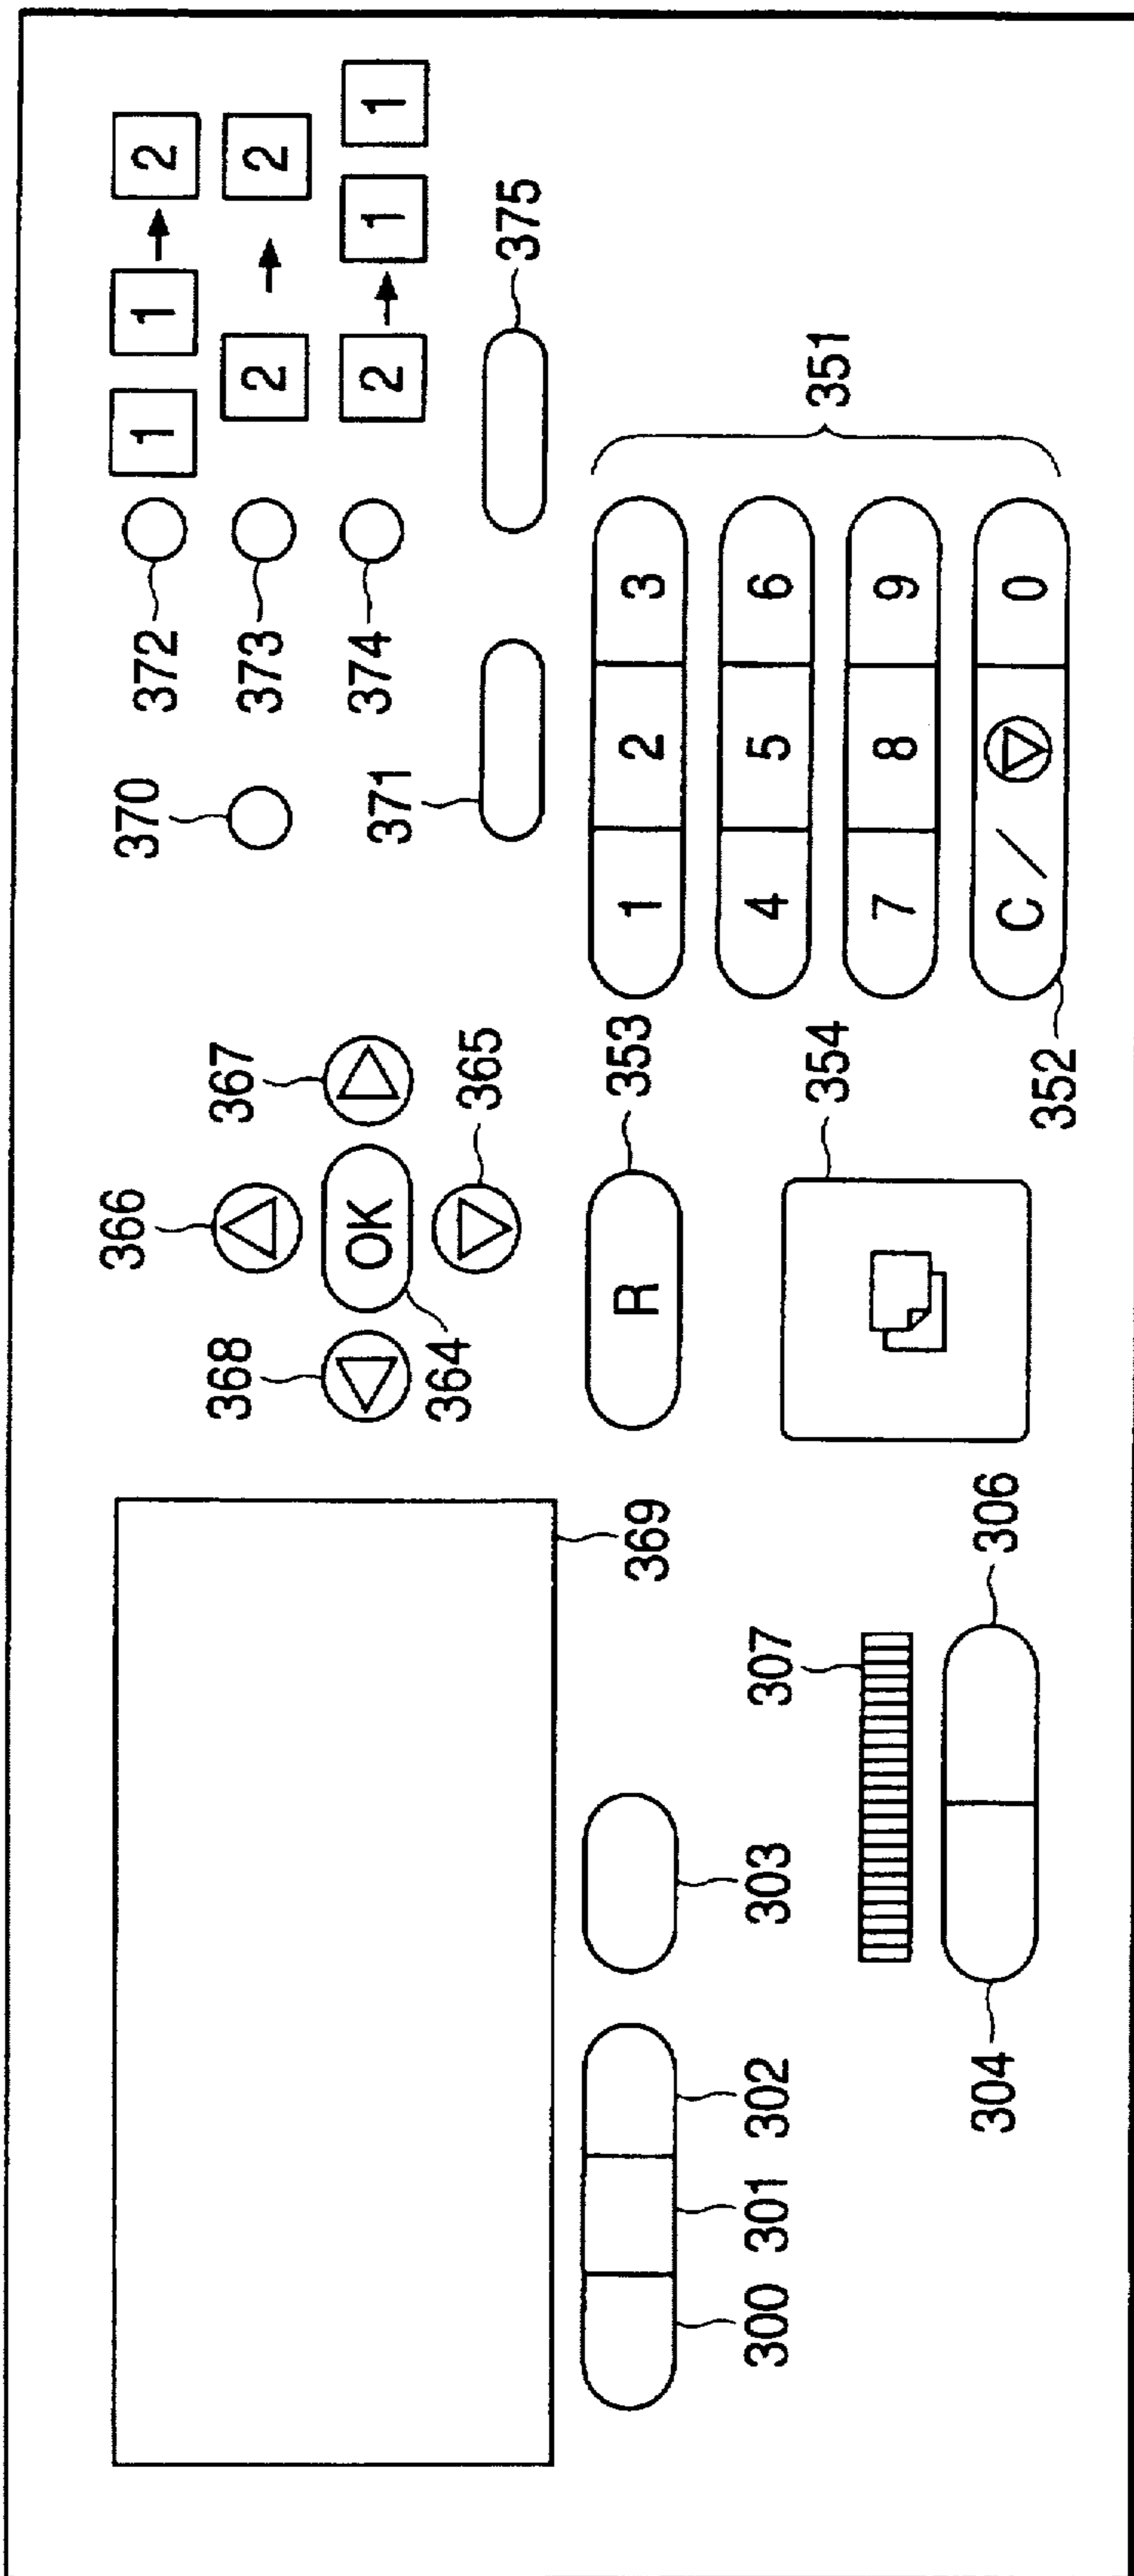 366 370 372 1 1 → 2
368 367 373 2 → 2
OK 371 374 2 → 1 1
364 365 375
369 R 353 1 2 3
300 301 302 303 307 4 5 6
354 351
7 8 9
304 306 C / ▽ 0
352